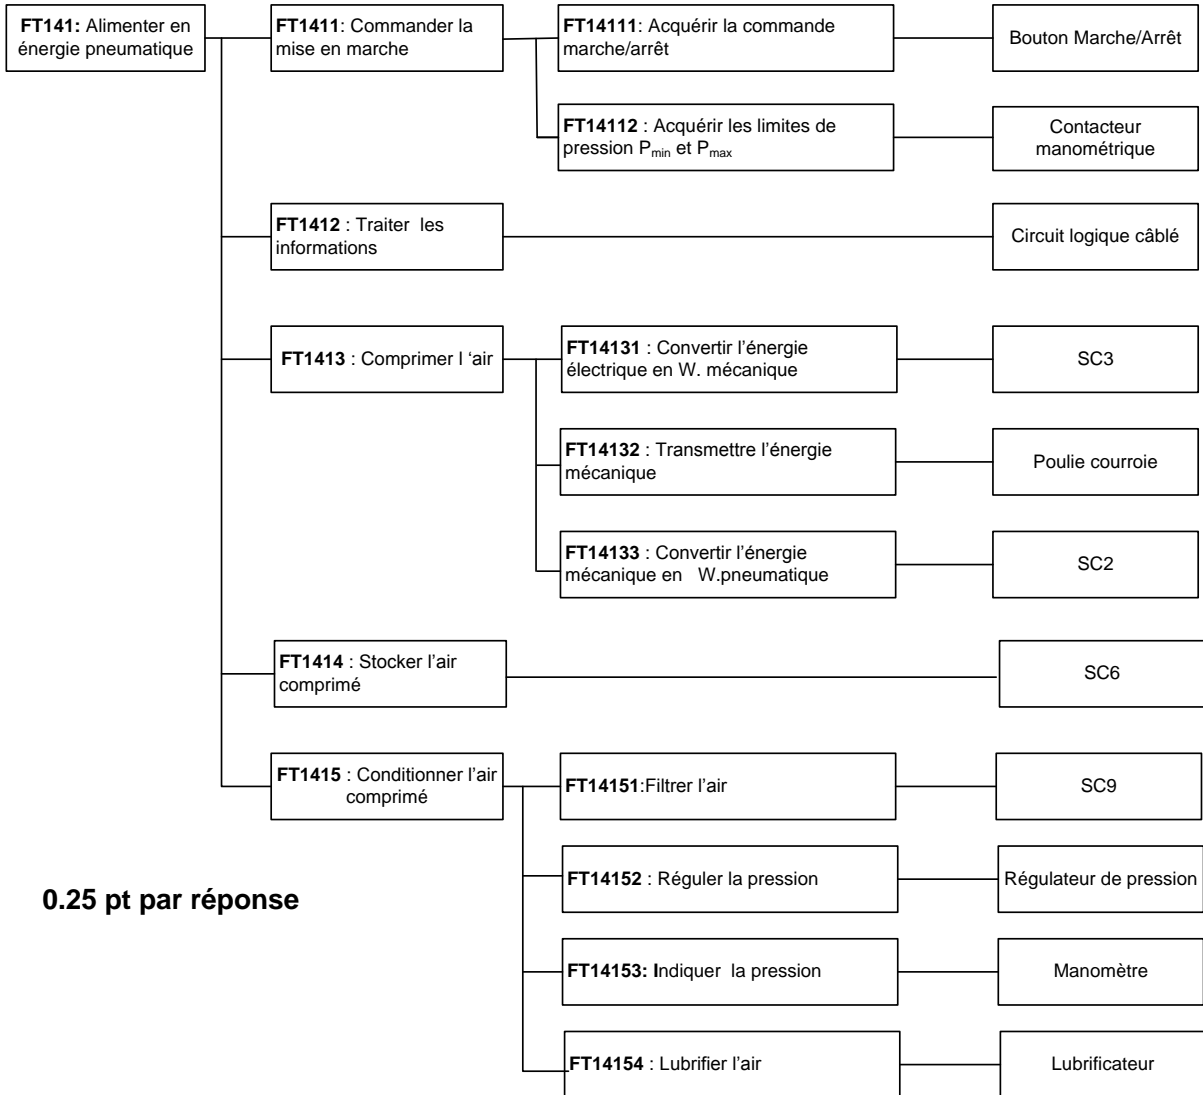 FT141: Alimenter en
énergie pneumatique
FT1411: Commander la
mise en marche
FT14111: Acquérir la commande
marche/arrêt
Bouton Marche/Arrêt
FT14112 : Acquérir les limites de
pression Pmin et Pmax
Contacteur
manométrique
FT1412 : Traiter les
informations
Circuit logique câblé
FT1413 : Comprimer l ‘air
FT14131 : Convertir l’énergie
électrique en W. mécanique
SC3
FT14132 : Transmettre l’énergie
mécanique
Poulie courroie
FT14133 : Convertir l’énergie
mécanique en W.pneumatique
SC2
FT1414 : Stocker l’air
comprimé
SC6
FT1415 : Conditionner l’air
comprimé
FT14151:Filtrer l’air
SC9
FT14152 : Réguler la pression
Régulateur de pression
0.25 pt par réponse
FT14153: Indiquer la pression
Manomètre
FT14154 : Lubrifier l’air
Lubrificateur